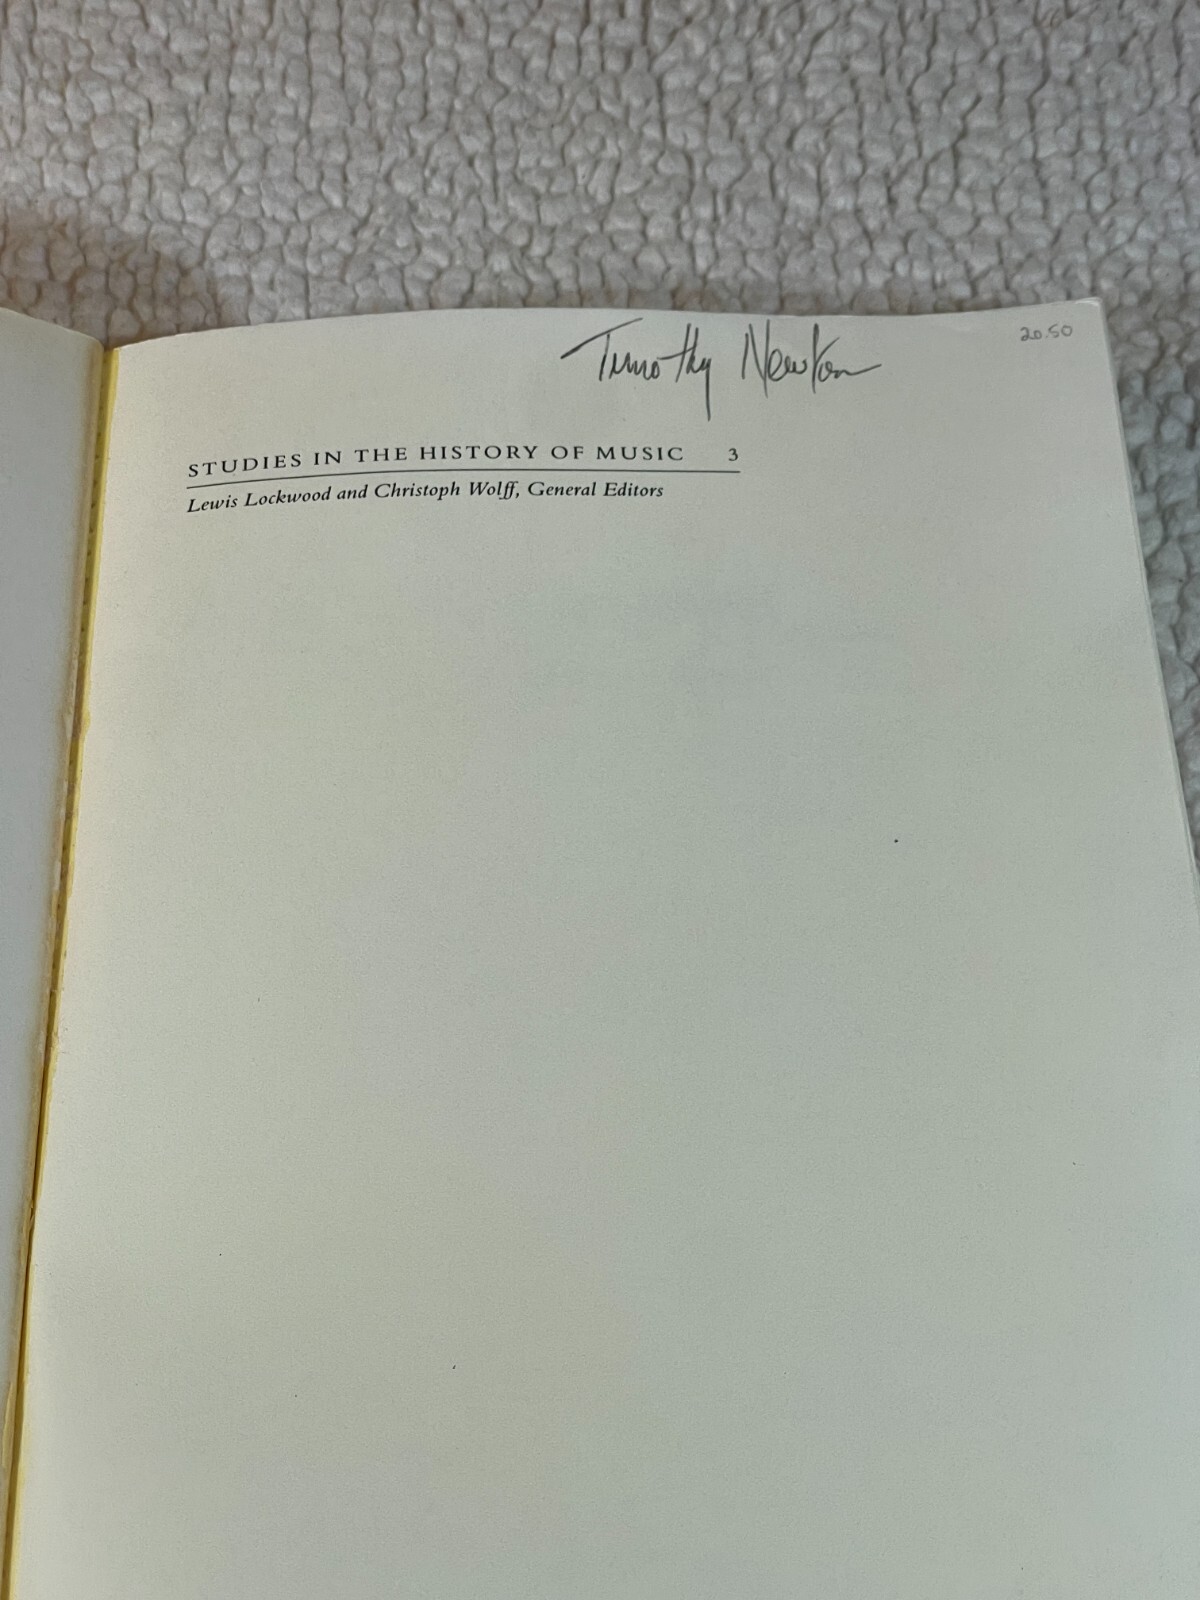 Timothy Newton
20.50
STUDIES IN THE HISTORY OF MUSIC 3
Lewis Lockwood and Christoph Wolff, General Editors